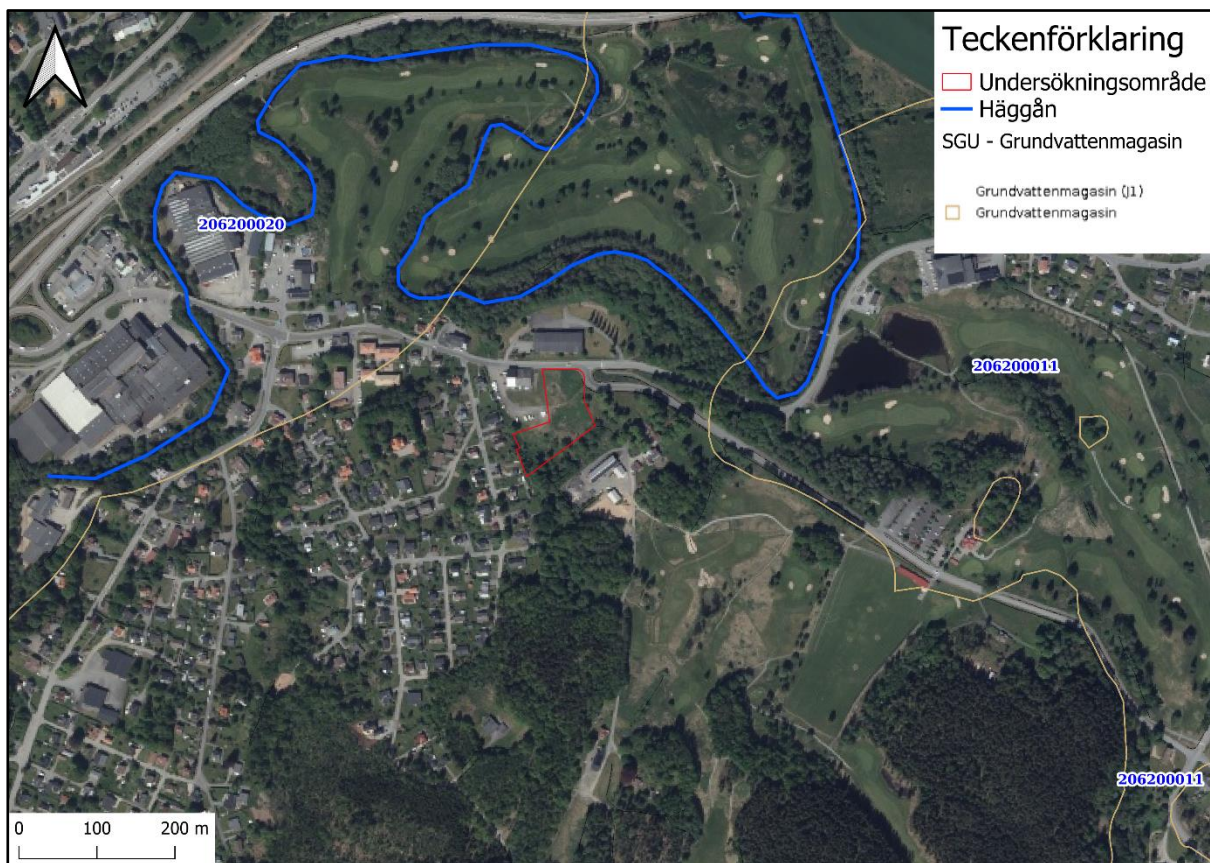 Teckenförklaring
Undersökningsområde
Häggån
SGU - Grundvattenmagasin
Grundvattenmagasin (J1)
Grundvattenmagasin
206200020
206200011
206200011
0 100 200 m